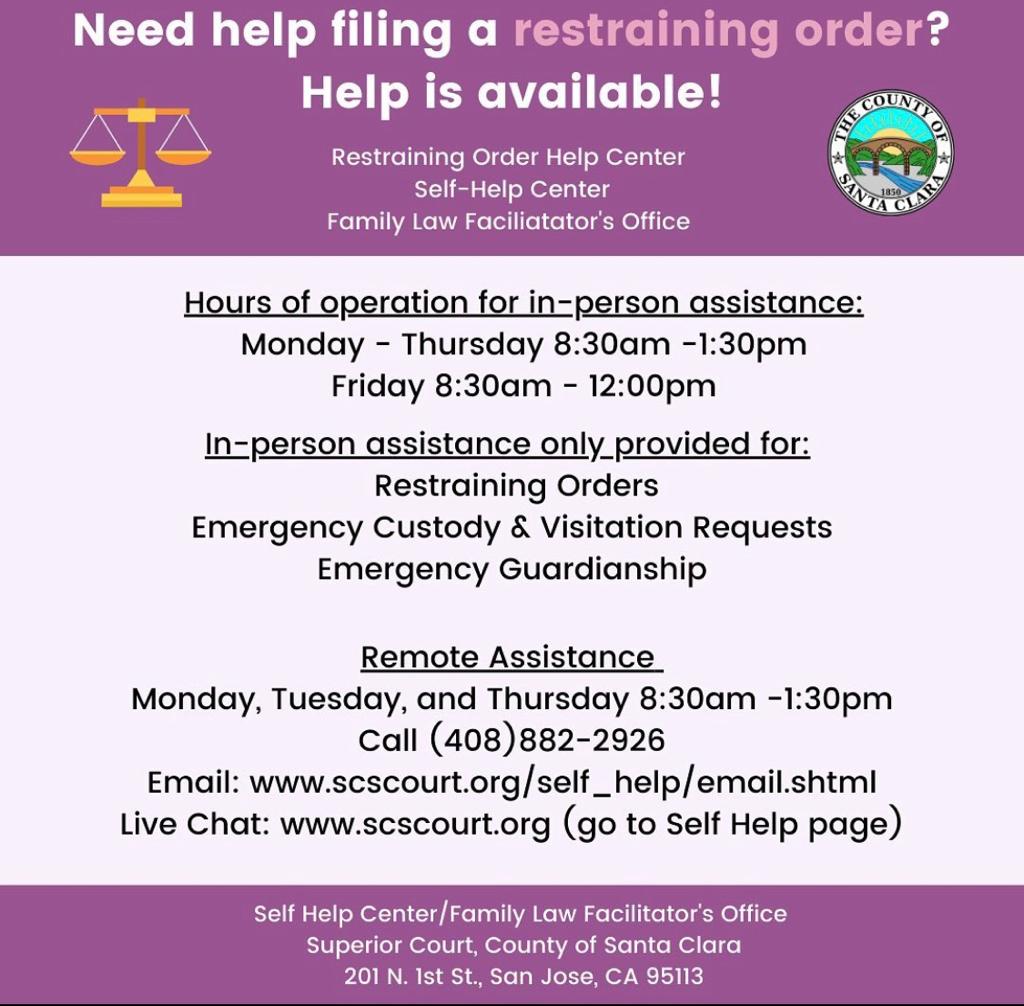 Need help filing a restraining order?
Help is available!
Restraining Order Help Center
Self-Help Center
Family Law Faciliatator's Office
THE COUNTY OF
SANTA CLARA
1850
Hours of operation for in-person assistance:
Monday - Thursday 8:30am -1:30pm
Friday 8:30am - 12:00pm
In-person assistance only provided for:
Restraining Orders
Emergency Custody & Visitation Requests
Emergency Guardianship
Remote Assistance
Monday, Tuesday, and Thursday 8:30am -1:30pm
Call (408)882-2926
Email: www.scscourt.org/self_help/email.shtml
Live Chat: www.scscourt.org (go to Self Help page)
Self Help Center/Family Law Facilitator's Office
Superior Court, County of Santa Clara
201 N. 1st St., San Jose, CA 95113